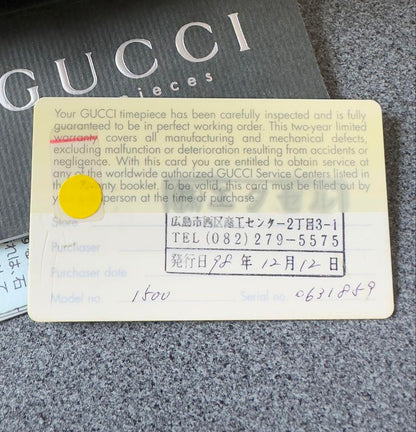 GUCCI
timepieces
Your GUCCI timepiece has been carefully inspected and is fully
guaranteed to be in perfect working order. This two-year limited
warranty covers all manufacturing and mechanical defects,
excluding malfunction or deterioration resulting from accidents or
negligence. With this card you are entitled to obtain service at
any of the worldwide authorized GUCCI Service Centers listed
in the warranty booklet. To be valid, this card must be filled out by
person at the time of purchase.
Store
広島市西区商工センター2丁目3-1
TEL (082) 279-5575
Purchaser
発行日 98 年 12月 12日
Purchaser date
Model no. 1500
Serial no. 0631859